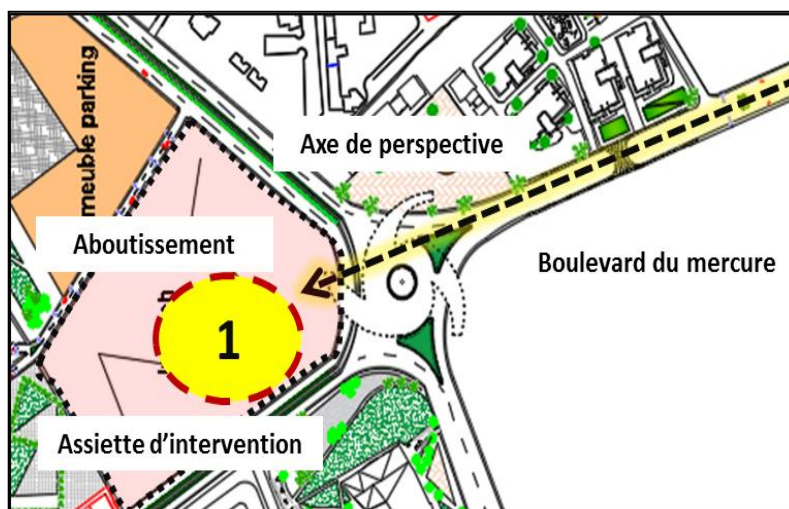 meuble parking
Axe de perspective
Aboutissement
Boulevard du mercure
1
Assiette d'intervention